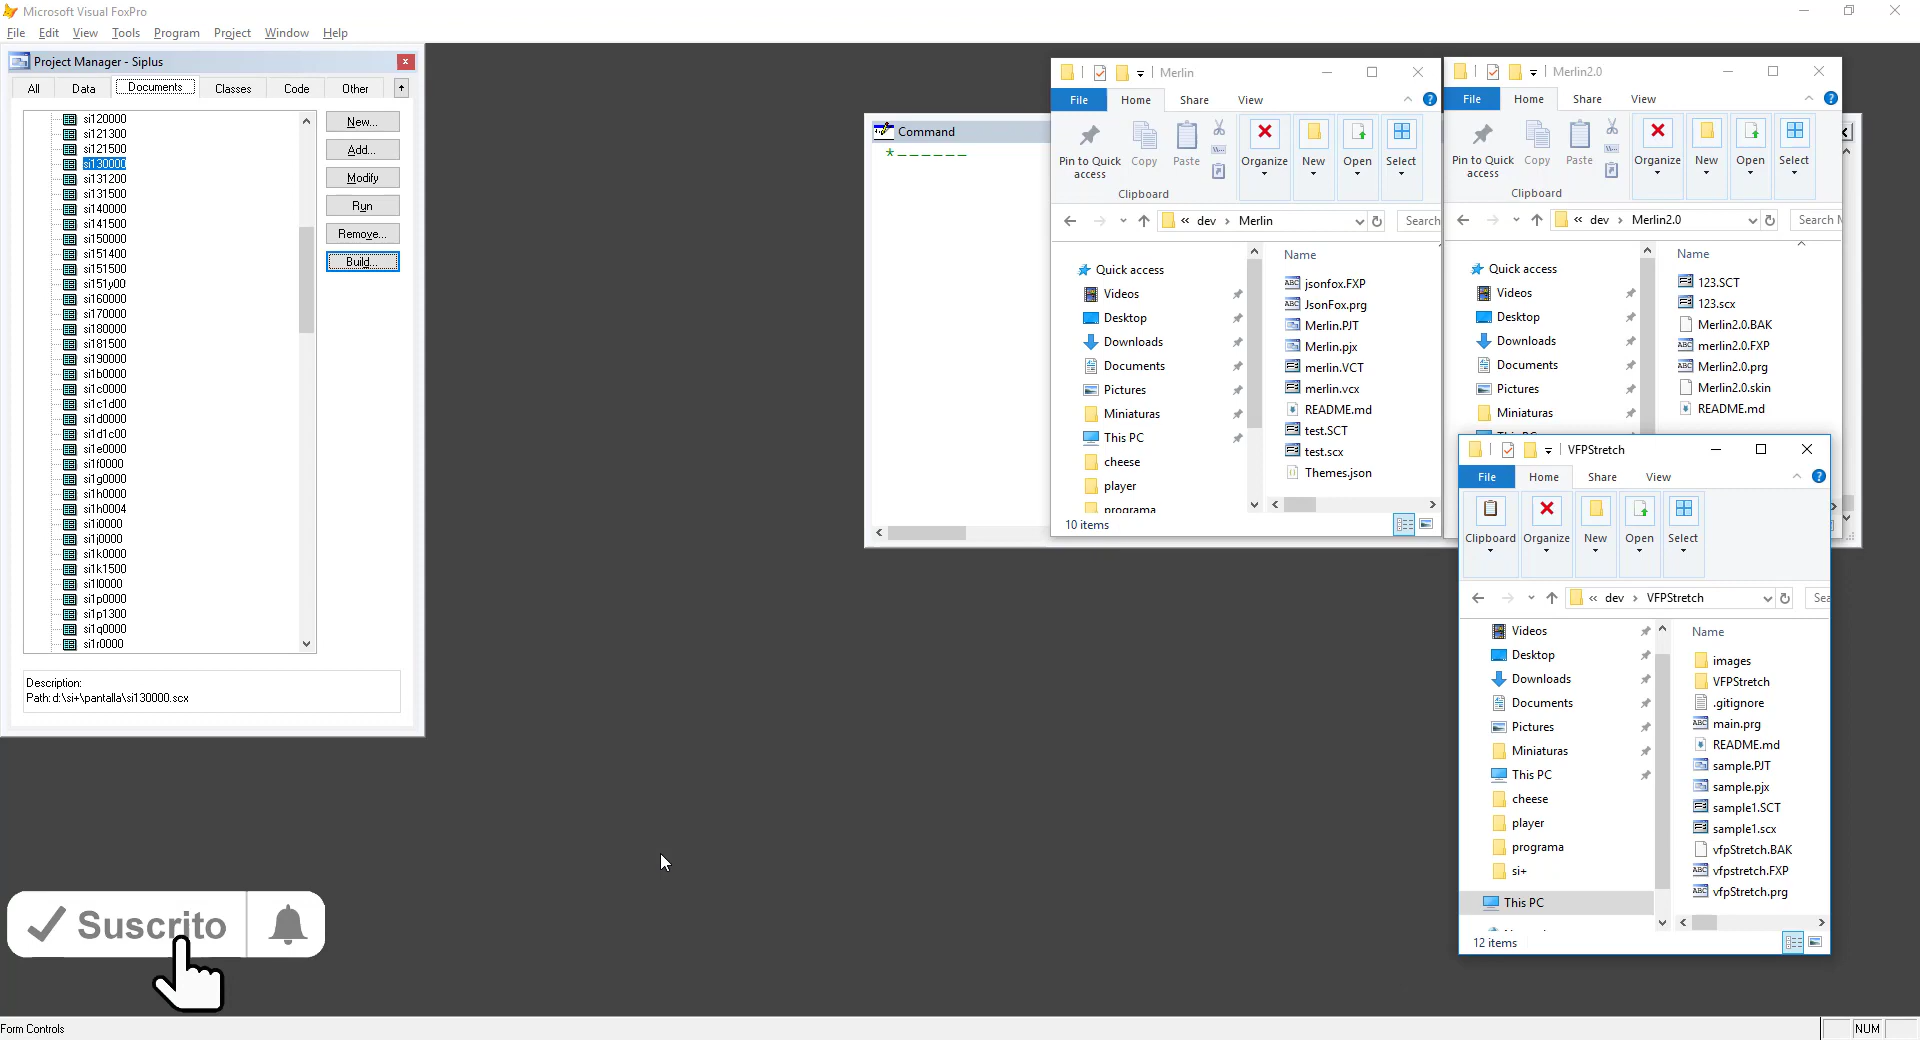 Microsoft Visual FoxPro
File Edit View Tools Program Project Window Help
Project Manager - Siplus
All Data Documents Classes Code Other
si120000
si121300
si121500
si130000
si131200
si131500
si140000
si141500
si150000
si151400
si151500
si151y00
si160000
si170000
si180000
si181500
si190000
si1b0000
si1c0000
si1c1d00
si1d0000
si1d1c00
si1e0000
si1f0000
si1g0000
si1h0000
si1h0004
si1i0000
si1j0000
si1k0000
si1k1500
si1l0000
si1p0000
si1p1300
si1q0000
si1r0000
New...
Add...
Modify
Run
Remove...
Build...
Description:
Path: d:\si+\pantalla\si130000.scx
Command
*------
Merlin
File Home Share View
Pin to Quick access
Copy
Paste
Organize
New
Open
Select
Clipboard
« dev › Merlin
Search
Quick access
Videos
Desktop
Downloads
Documents
Pictures
Miniaturas
This PC
cheese
player
programa
Name
jsonfox.FXP
JsonFox.prg
Merlin.PJT
Merlin.pjx
merlin.VCT
merlin.vcx
README.md
test.SCT
test.scx
Themes.json
10 items
Merlin2.0
File Home Share View
Pin to Quick access
Copy
Paste
Organize
New
Open
Select
Clipboard
« dev › Merlin2.0
Search M
Quick access
Videos
Desktop
Downloads
Documents
Pictures
Miniaturas
This PC
Name
123.SCT
123.scx
Merlin2.0.BAK
merlin2.0.FXP
Merlin2.0.prg
Merlin2.0.skin
README.md
VFPStretch
File Home Share View
Clipboard
Organize
New
Open
Select
« dev › VFPStretch
Sea
Videos
Desktop
Downloads
Documents
Pictures
Miniaturas
This PC
cheese
player
programa
si+
This PC
Name
images
VFPStretch
.gitignore
main.prg
README.md
sample.PJT
sample.pjx
sample1.SCT
sample1.scx
vfpStretch.BAK
vfpstretch.FXP
vfpStretch.prg
12 items
Suscrito
Form Controls
NUM